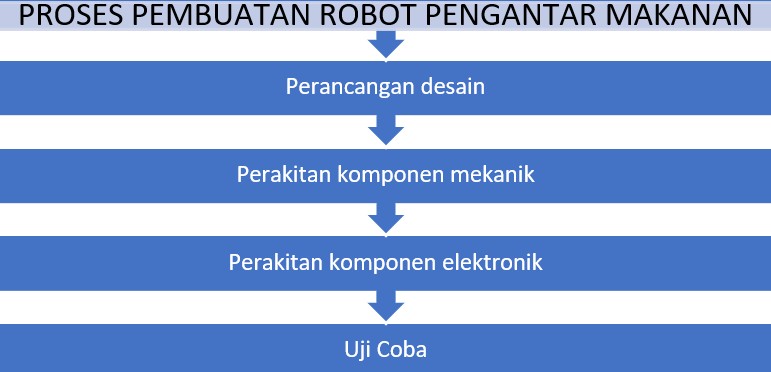 PROSES PEMBUATAN ROBOT PENGANTAR MAKANAN
Perancangan desain
Perakitan komponen mekanik
Perakitan komponen elektronik
Uji Coba